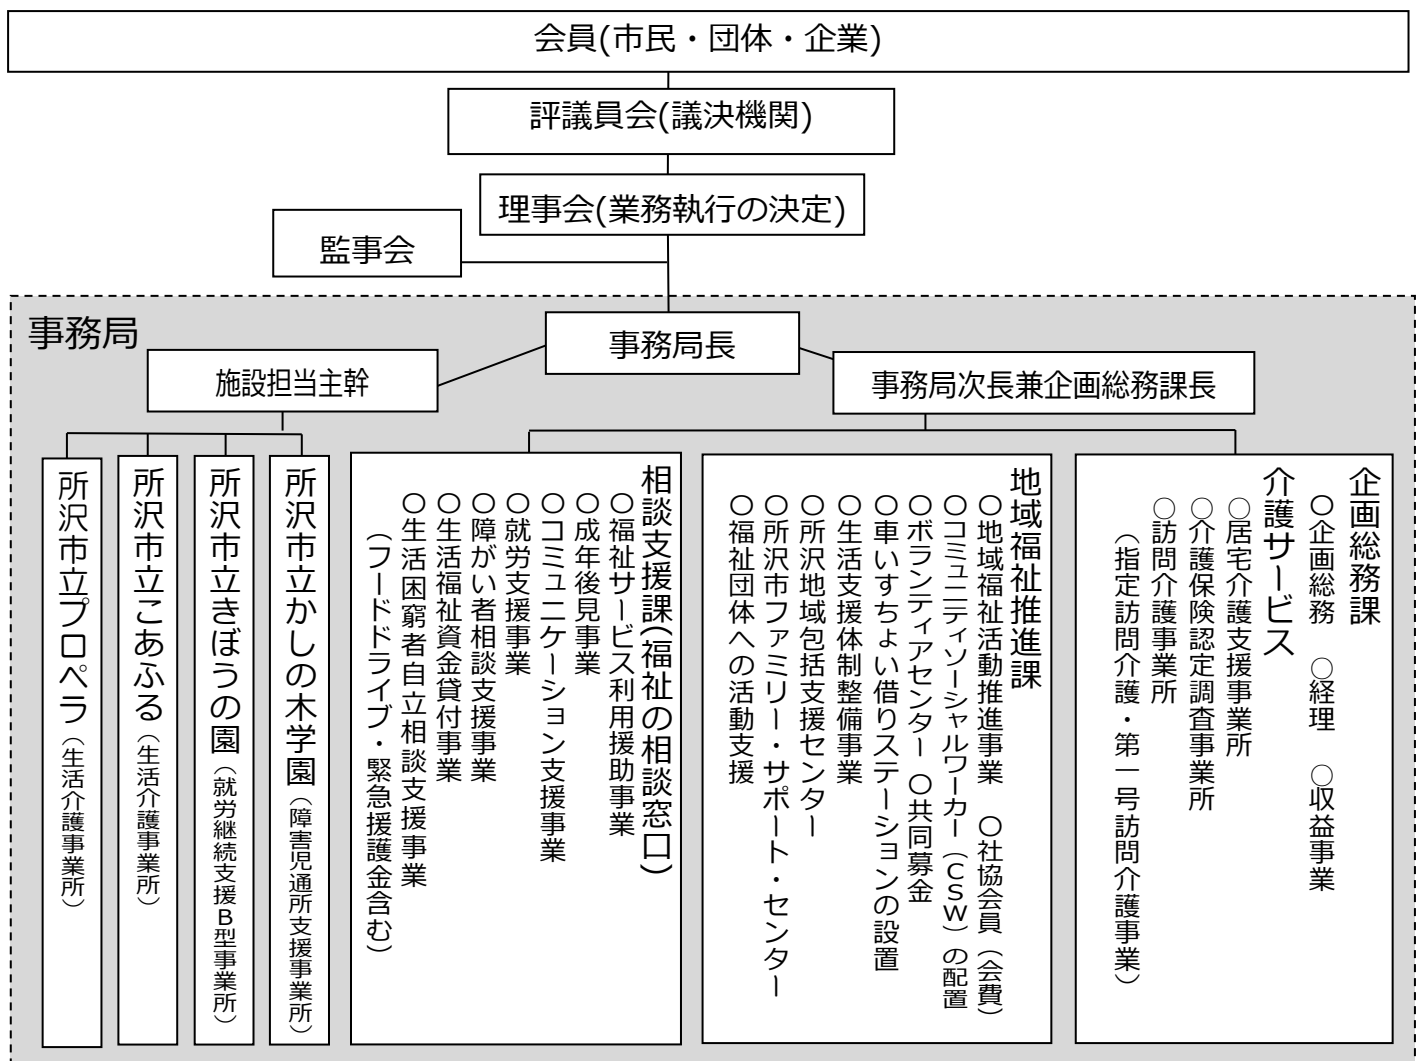 会員(市民・団体・企業)
評議員会(議決機関)
理事会(業務執行の決定)
監事会
事務局
事務局長
施設担当主幹
事務局次長兼企画総務課長
企画総務課
〇企画総務　○経理　○収益事業
介護サービス
○居宅介護支援事業所
○介護保険認定調査事業所
○訪問介護事業所
（指定訪問介護・第一号訪問介護事業）
地域福祉推進課
〇地域福祉活動推進事業　〇社協会員（会費）
〇コミュニティソーシャルワーカー（CSW）の配置
〇ボランティアセンター　〇共同募金
〇車いすちょい借りステーションの設置
〇生活支援体制整備事業
〇所沢地域包括支援センター
〇所沢市ファミリー・サポート・センター
〇福祉団体への活動支援
相談支援課(福祉の相談窓口)
〇福祉サービス利用援助事業
〇成年後見事業
〇コミュニケーション支援事業
〇就労支援事業
〇障がい者相談支援事業
〇生活福祉資金貸付事業
〇生活困窮者自立相談支援事業
（フードドライブ・緊急援護金含む）
所沢市立かしの木学園（障害児通所支援事業所）
所沢市立きぼうの園（就労継続支援B型事業所）
所沢市立こあふる（生活介護事業所）
所沢市立プロペラ（生活介護事業所）